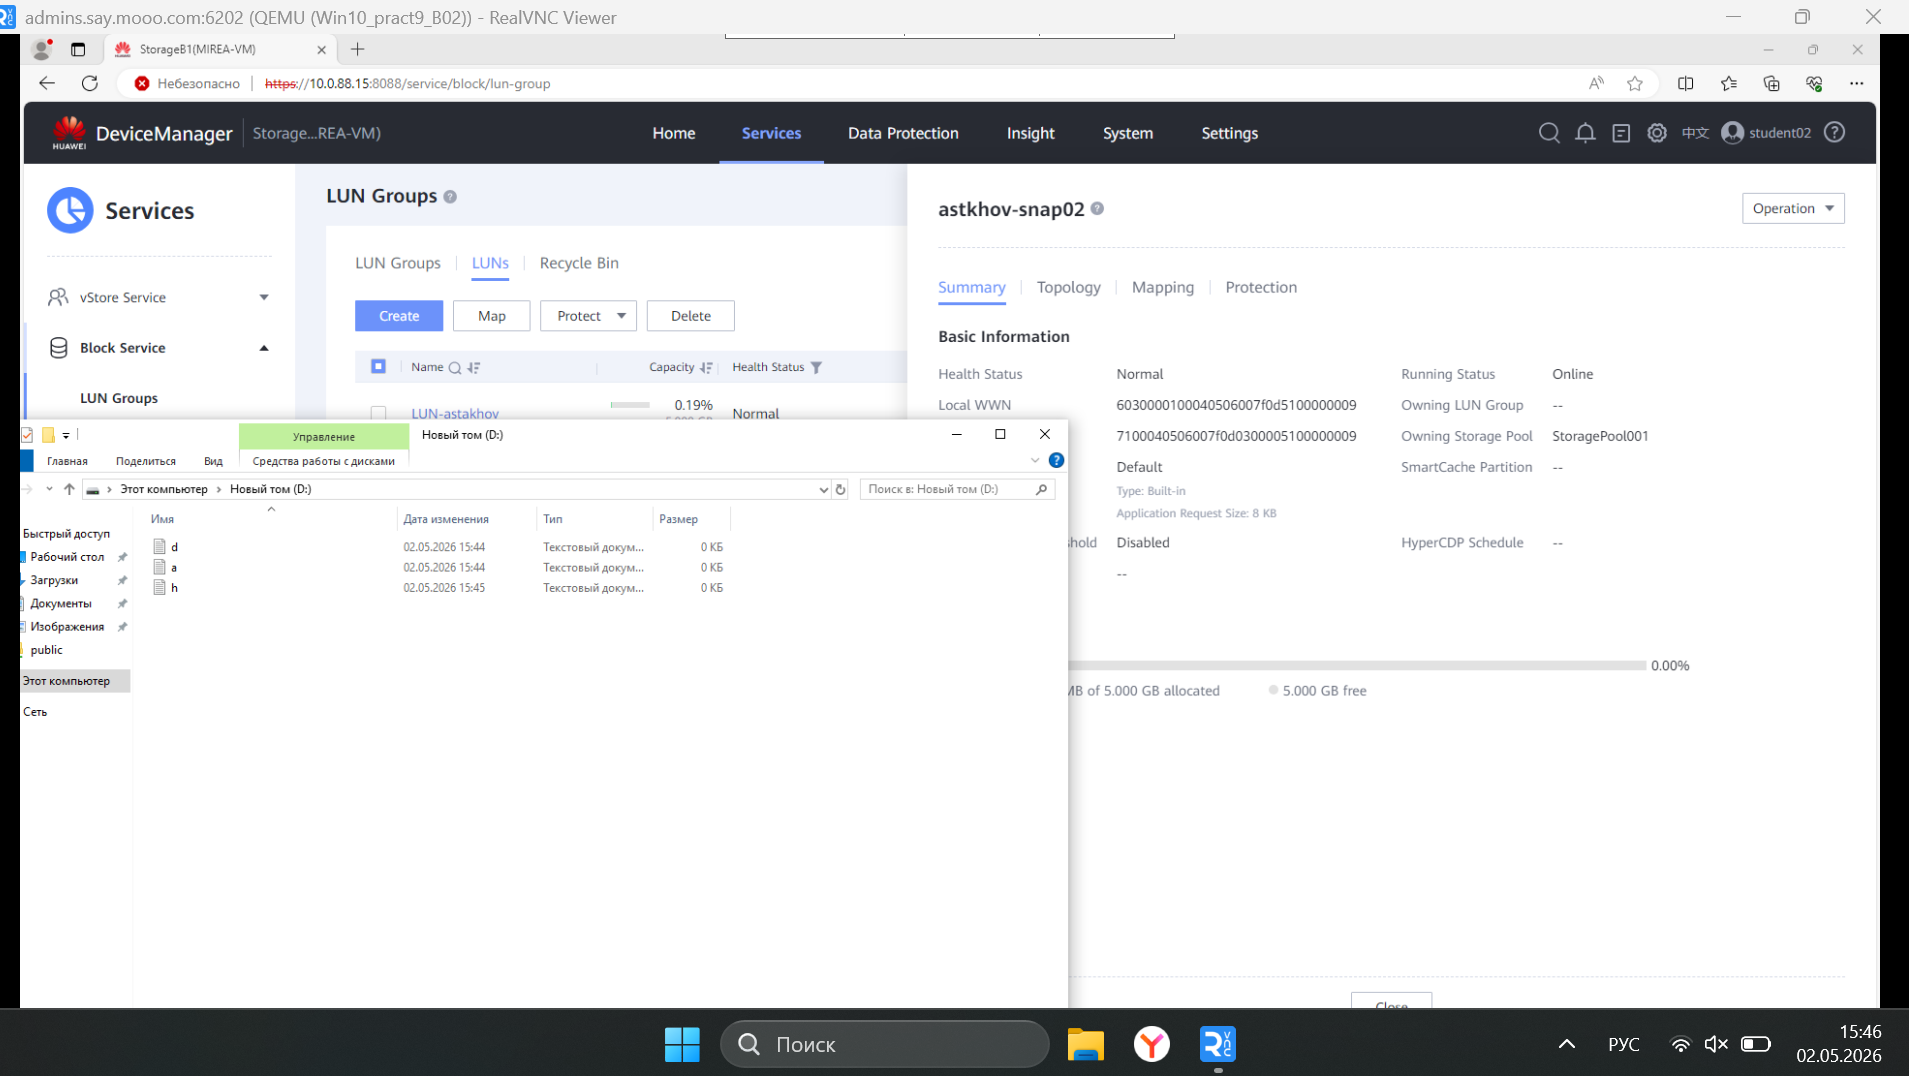 admins.say.mooo.com:6202 (QEMU (Win10_pract9_B02)) - RealVNC Viewer
StorageB1(MIREA-VM)
Небезопасно https://10.0.88.15:8088/service/block/lun-group
HUAWEI DeviceManager Storage...REA-VM) Home Services Data Protection Insight System Settings 中文 student02
Services
vStore Service
Block Service
LUN Groups
LUN Groups
LUN Groups LUNs Recycle Bin
Create Map Protect Delete
Name Capacity Health Status
LUN-astakhov 0.19% Normal
astkhov-snap02 Operation
Summary Topology Mapping Protection
Basic Information
Health Status Normal Running Status Online
Local WWN 6030000100040506007f0d5100000009 Owning LUN Group --
7100040506007f0d0300005100000009 Owning Storage Pool StoragePool001
Default SmartCache Partition --
Type: Built-in
Application Request Size: 8 KB
hold Disabled HyperCDP Schedule --
--
0.00%
MB of 5.000 GB allocated 5.000 GB free
Close
Управление Новый том (D:)
Главная Поделиться Вид Средства работы с дисками
Этот компьютер › Новый том (D:) Поиск в: Новый том (D:)
Имя Дата изменения Тип Размер
d 02.05.2026 15:44 Текстовый докум... 0 КБ
a 02.05.2026 15:44 Текстовый докум... 0 КБ
h 02.05.2026 15:45 Текстовый докум... 0 КБ
Быстрый доступ
Рабочий стол
Загрузки
Документы
Изображения
public
Этот компьютер
Сеть
Поиск
РУС
15:46
02.05.2026